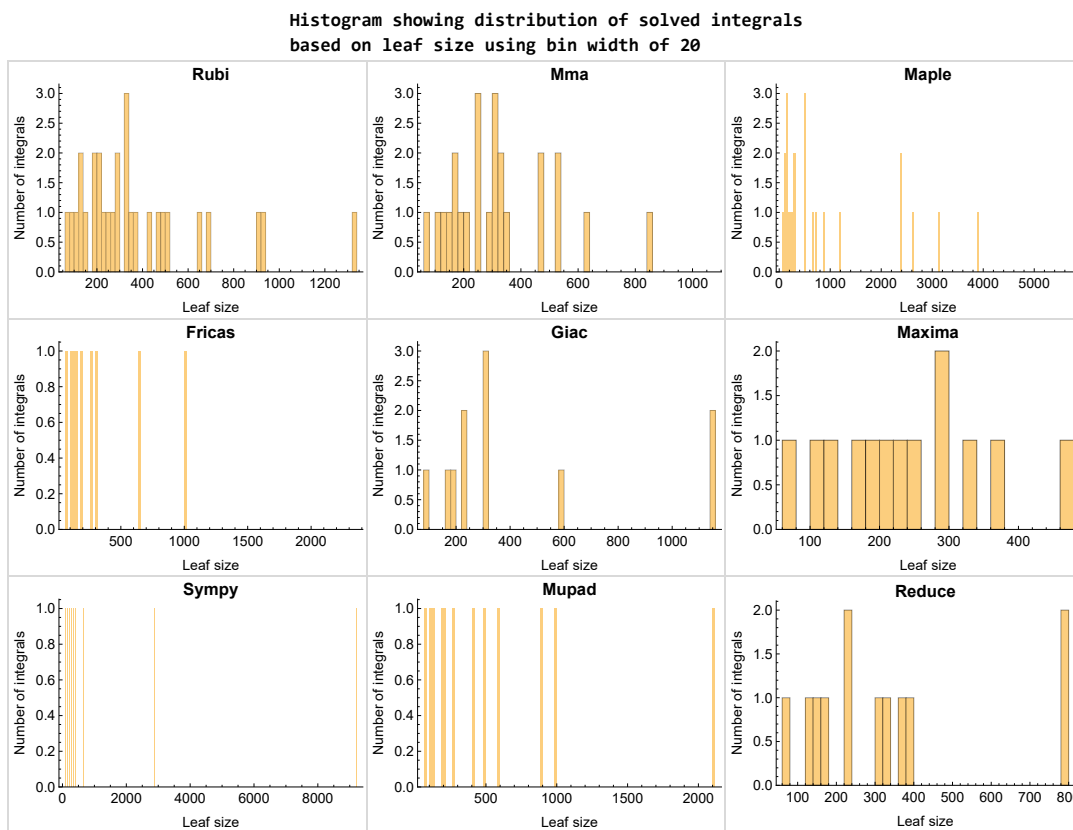 Histogram showing distribution of solved integrals
based on leaf size using bin width of 20
Rubi
Number of integrals
3.0
2.5
2.0
1.5
1.0
0.5
0.0
200 400 600 800 1000 1200
Leaf size
Mma
Number of integrals
3.0
2.5
2.0
1.5
1.0
0.5
0.0
200 400 600 800 1000
Leaf size
Maple
Number of integrals
3.0
2.5
2.0
1.5
1.0
0.5
0.0
0 1000 2000 3000 4000 5000
Leaf size
Fricas
Number of integrals
1.0
0.8
0.6
0.4
0.2
0.0
500 1000 1500 2000
Leaf size
Giac
Number of integrals
3.0
2.5
2.0
1.5
1.0
0.5
0.0
200 400 600 800 1000
Leaf size
Maxima
Number of integrals
2.0
1.5
1.0
0.5
0.0
100 200 300 400
Leaf size
Sympy
Number of integrals
1.0
0.8
0.6
0.4
0.2
0.0
0 2000 4000 6000 8000
Leaf size
Mupad
Number of integrals
1.0
0.8
0.6
0.4
0.2
0.0
500 1000 1500 2000
Leaf size
Reduce
Number of integrals
2.0
1.5
1.0
0.5
0.0
100 200 300 400 500 600 700
Leaf size